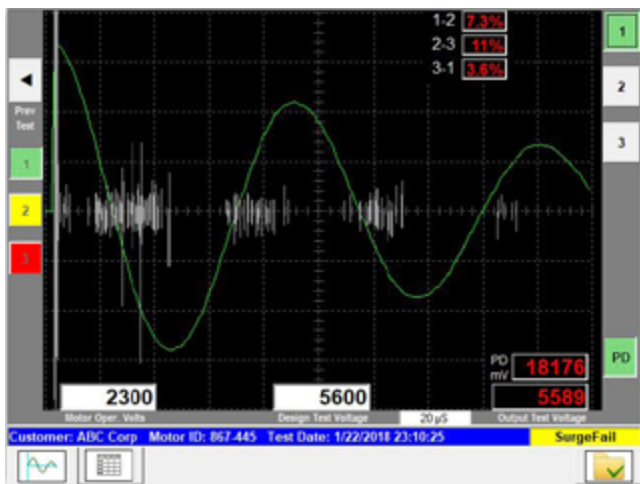 1-2 7.3% 1
2-3 11%
3-1 3.6%
2
Prev
Test
3
1
2
3
PD
PD
mV 18176
2300 5600 5589
Motor Oper. Volts Design Test Voltage 20 µS Output Test Voltage
Customer: ABC Corp Motor ID: 867-445 Test Date: 1/22/2018 23:10:25 SurgeFail